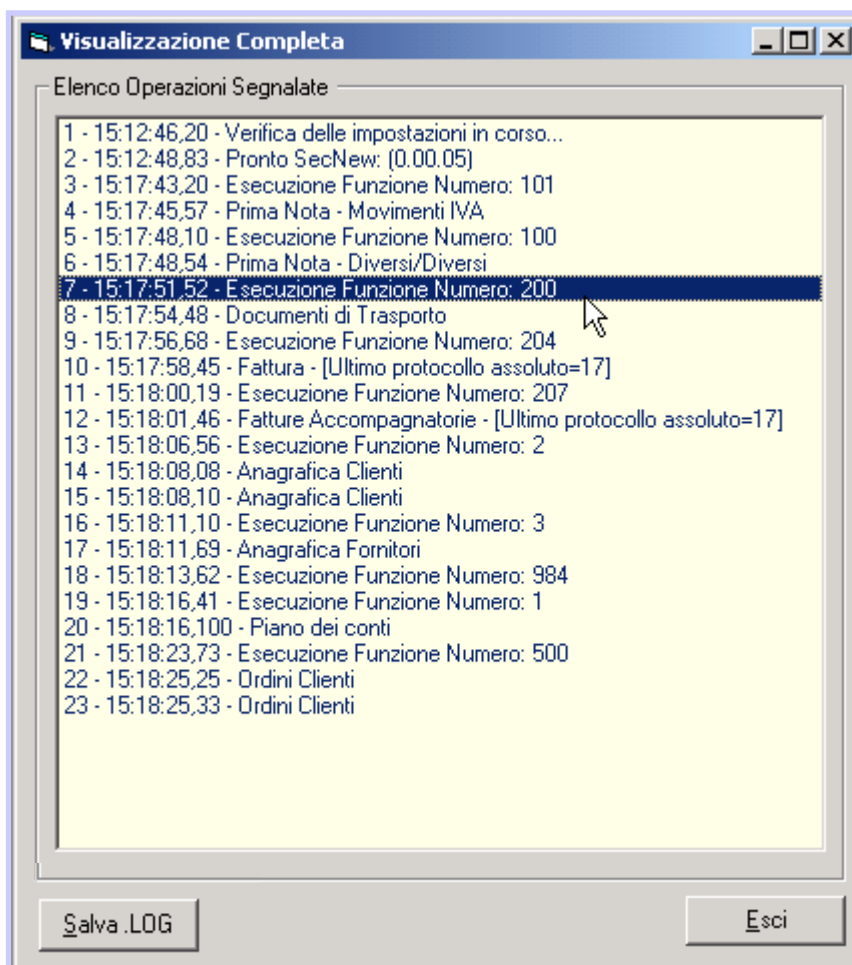 Visualizzazione Completa
Elenco Operazioni Segnalate
1 - 15:12:46,20 - Verifica delle impostazioni in corso...
2 - 15:12:48,83 - Pronto SecNew: (0.00.05)
3 - 15:17:43,20 - Esecuzione Funzione Numero: 101
4 - 15:17:45,57 - Prima Nota - Movimenti IVA
5 - 15:17:48,10 - Esecuzione Funzione Numero: 100
6 - 15:17:48,54 - Prima Nota - Diversi/Diversi
7 - 15:17:51,52 - Esecuzione Funzione Numero: 200
8 - 15:17:54,48 - Documenti di Trasporto
9 - 15:17:56,68 - Esecuzione Funzione Numero: 204
10 - 15:17:58,45 - Fattura - [Ultimo protocollo assoluto=17]
11 - 15:18:00,19 - Esecuzione Funzione Numero: 207
12 - 15:18:01,46 - Fatture Accompagnatorie - [Ultimo protocollo assoluto=17]
13 - 15:18:06,56 - Esecuzione Funzione Numero: 2
14 - 15:18:08,08 - Anagrafica Clienti
15 - 15:18:08,10 - Anagrafica Clienti
16 - 15:18:11,10 - Esecuzione Funzione Numero: 3
17 - 15:18:11,69 - Anagrafica Fornitori
18 - 15:18:13,62 - Esecuzione Funzione Numero: 984
19 - 15:18:16,41 - Esecuzione Funzione Numero: 1
20 - 15:18:16,100 - Piano dei conti
21 - 15:18:23,73 - Esecuzione Funzione Numero: 500
22 - 15:18:25,25 - Ordini Clienti
23 - 15:18:25,33 - Ordini Clienti
Salva .LOG
Esci